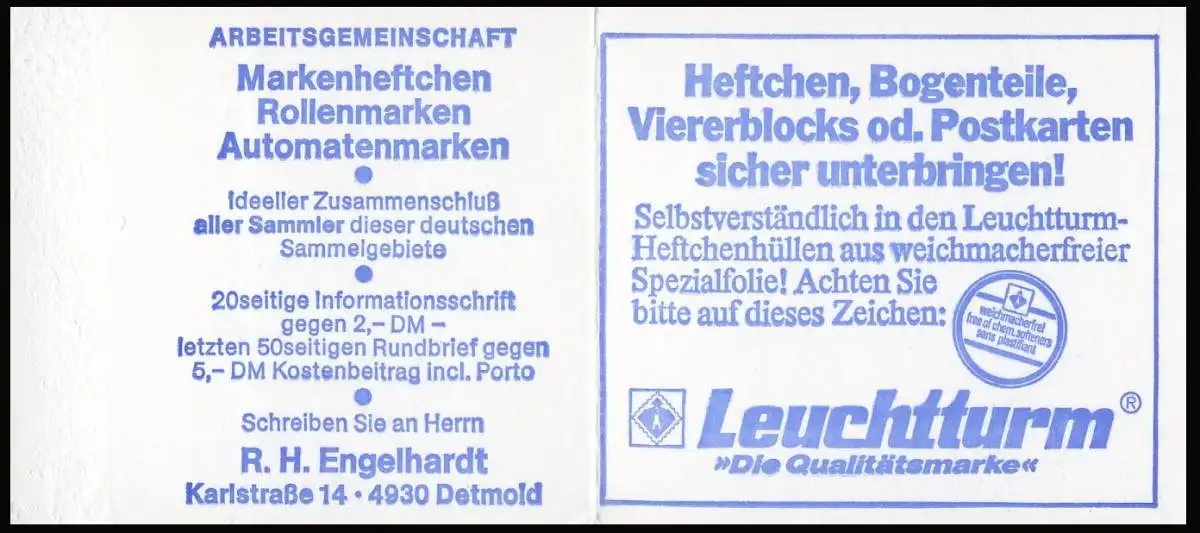 ARBEITSGEMEINSCHAFT
Markenheftchen
Rollenmarken
Automatenmarken
Ideeller Zusammenschluß
aller Sammler dieser deutschen
Sammelgebiete
20seitige Informationsschrift
gegen 2,– DM –
letzten 50seitigen Rundbrief gegen
5,– DM Kostenbeitrag incl. Porto
Schreiben Sie an Herrn
R. H. Engelhardt
Karlstraße 14 · 4930 Detmold
Heftchen, Bogenteile,
Viererblocks od. Postkarten
sicher unterbringen!
Selbstverständlich in den Leuchtturm-
Heftchenhüllen aus weichmacherfreier
Spezialfolie! Achten Sie
bitte auf dieses Zeichen:
weichmacherfrei
free of chem. softeners
sans plastifiant
Leuchtturm®
»Die Qualitätsmarke«